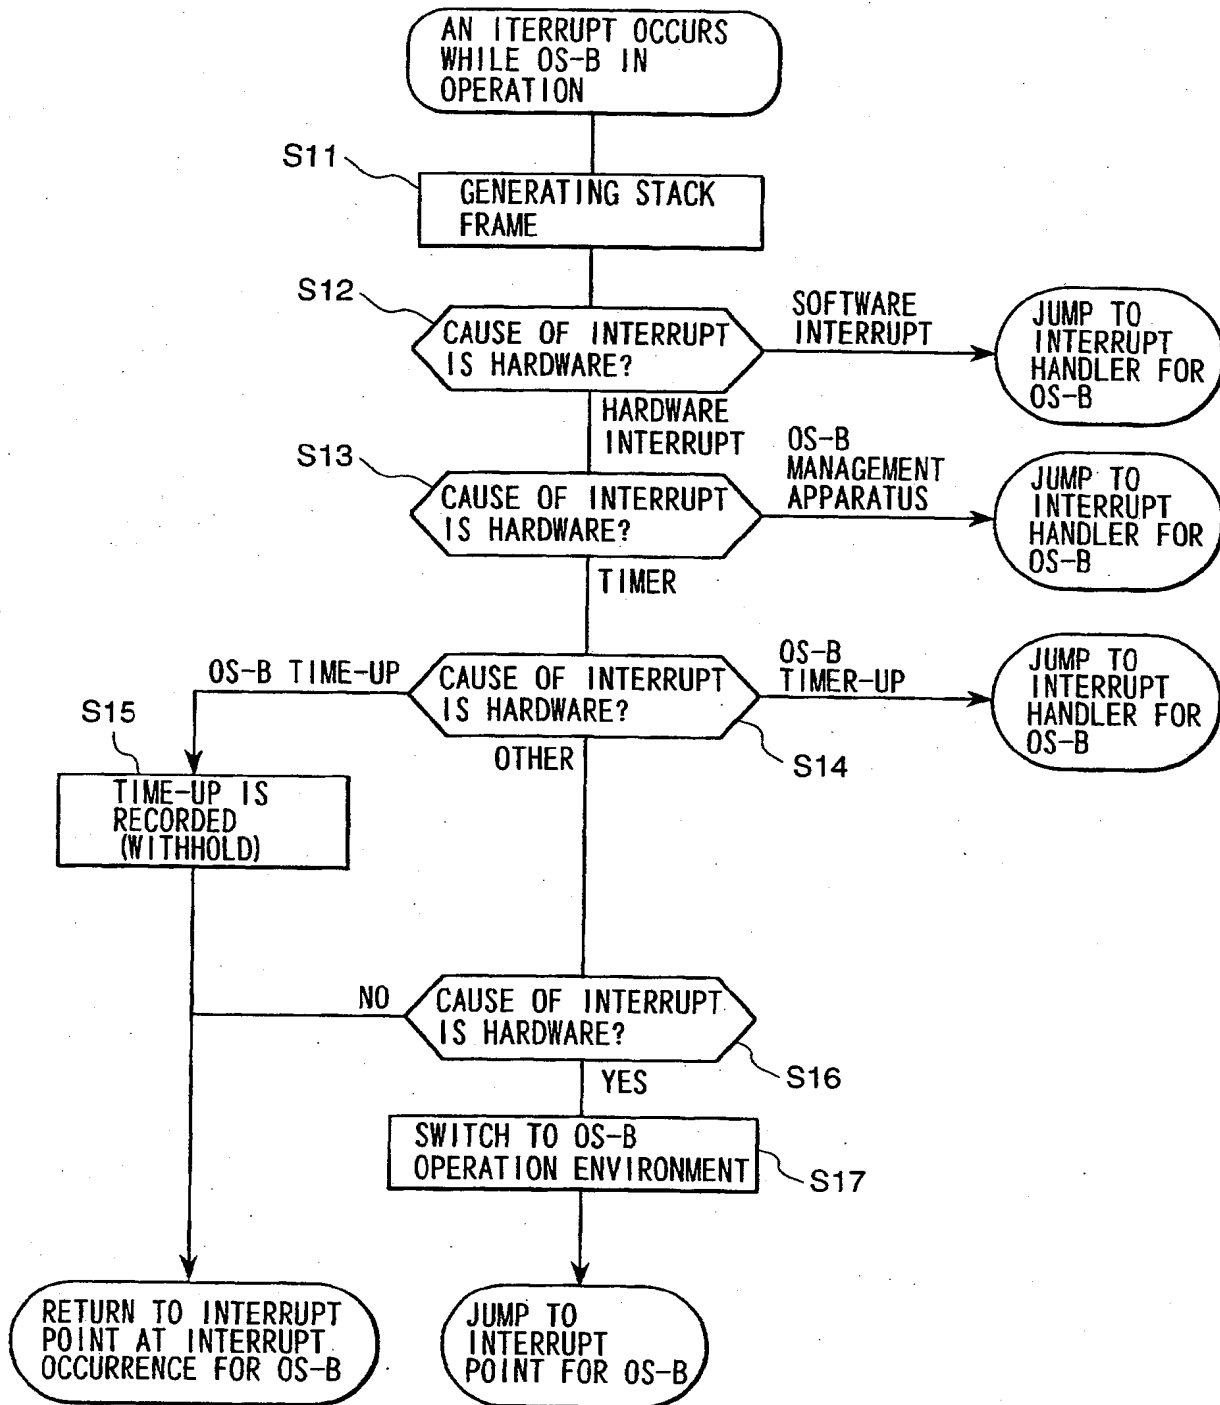 AN ITERRUPT OCCURS
WHILE OS-B IN
OPERATION
S11
GENERATING STACK
FRAME
S12
CAUSE OF INTERRUPT
IS HARDWARE?
SOFTWARE
INTERRUPT
JUMP TO
INTERRUPT
HANDLER FOR
OS-B
HARDWARE
INTERRUPT
S13
CAUSE OF INTERRUPT
IS HARDWARE?
OS-B
MANAGEMENT
APPARATUS
JUMP TO
INTERRUPT
HANDLER FOR
OS-B
TIMER
OS-B TIME-UP
CAUSE OF INTERRUPT
IS HARDWARE?
OS-B
TIMER-UP
JUMP TO
INTERRUPT
HANDLER FOR
OS-B
S14
S15
OTHER
TIME-UP IS
RECORDED
(WITHHOLD)
NO
CAUSE OF INTERRUPT
IS HARDWARE?
S16
YES
SWITCH TO OS-B
OPERATION ENVIRONMENT
S17
RETURN TO INTERRUPT
POINT AT INTERRUPT
OCCURRENCE FOR OS-B
JUMP TO
INTERRUPT
POINT FOR OS-B